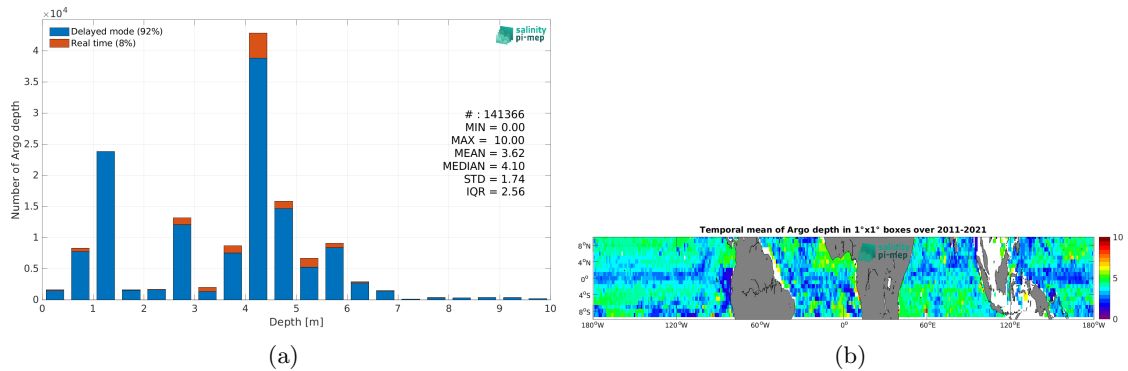 ×10⁴
Delayed mode (92%)
Real time (8%)
salinity
pi-mep
4
3.5
3
2.5
2
1.5
1
0.5
0
Number of Argo depth
# : 141366
MIN = 0.00
MAX = 10.00
MEAN = 3.62
MEDIAN = 4.10
STD = 1.74
IQR = 2.56
0 1 2 3 4 5 6 7 8 9 10
Depth [m]
(a)
Temporal mean of Argo depth in 1°x1° boxes over 2011-2021
salinity
pi-mep
8°N
4°N
0°
4°S
8°S
180°W 120°W 60°W 0° 60°E 120°E 180°W
10
5
0
(b)